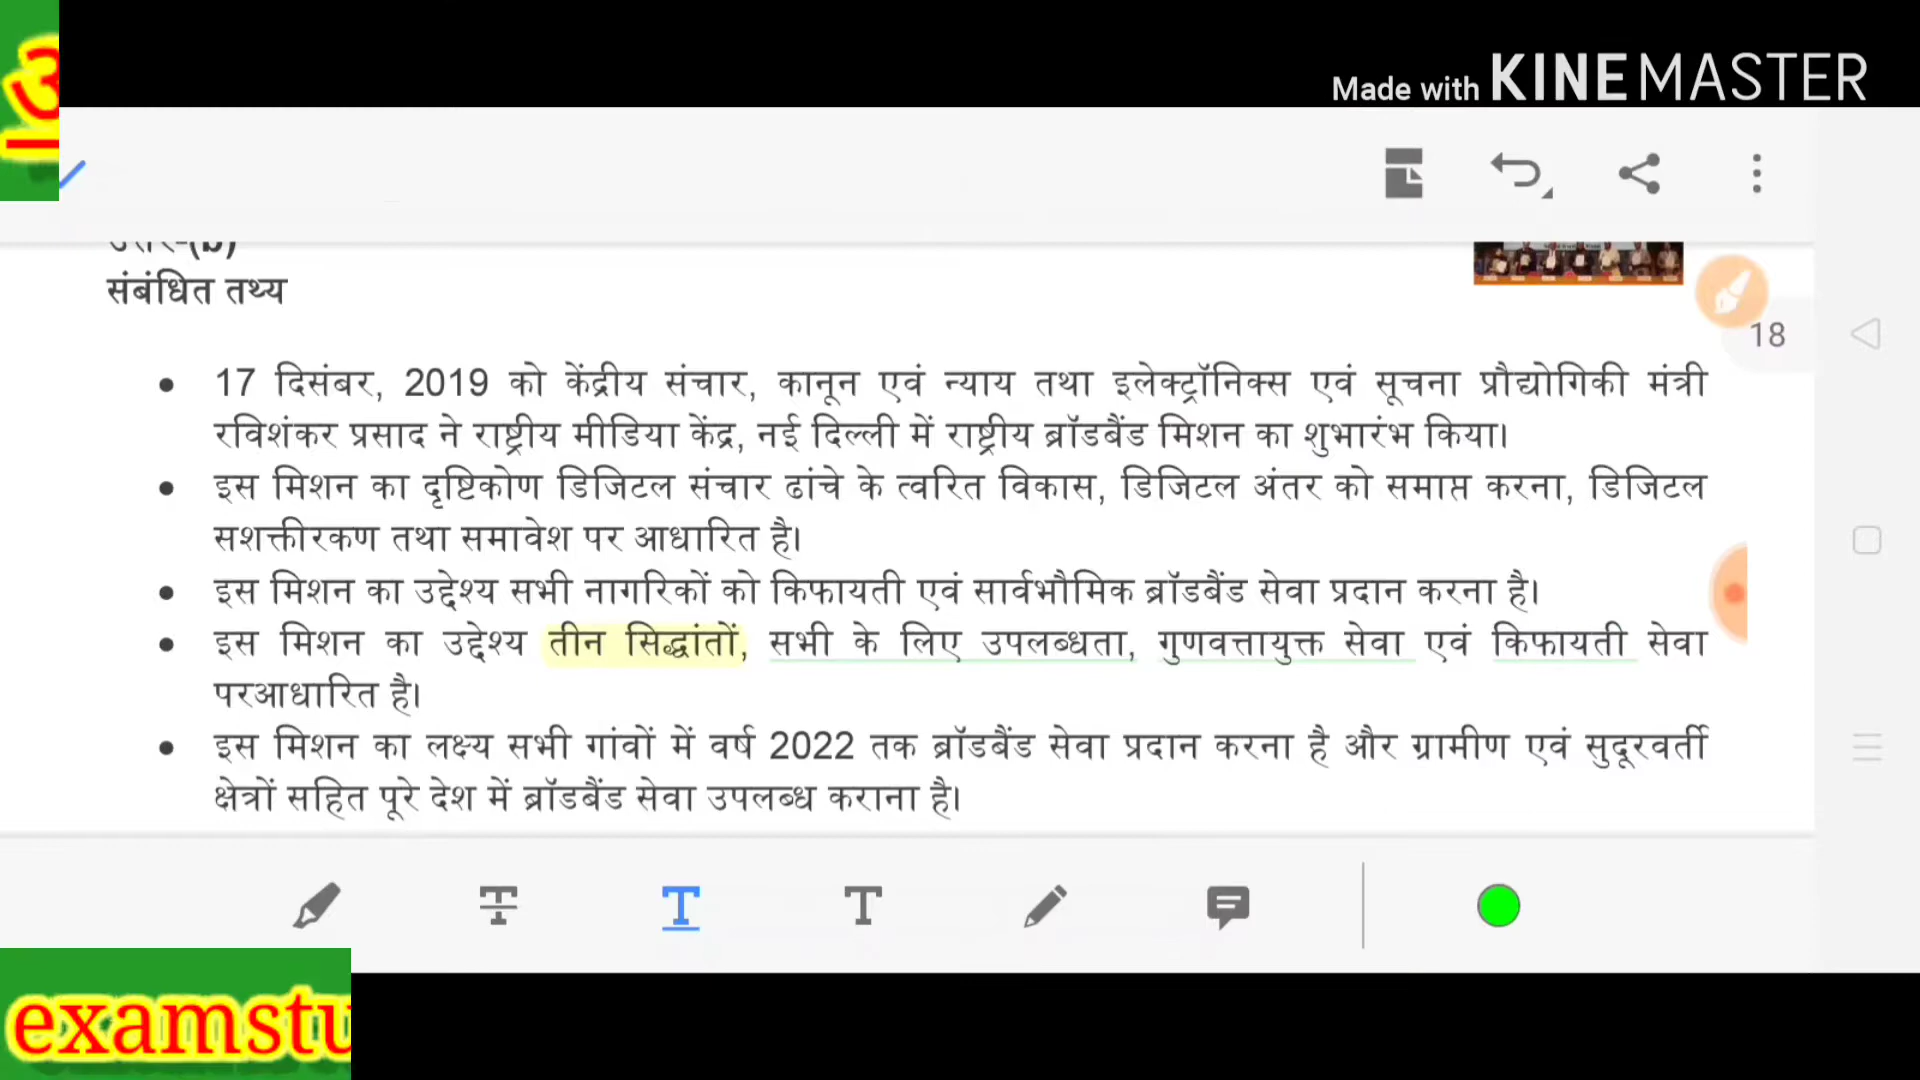 Made with KINEMASTER
उत्तर-(b)
संबंधित तथ्य
18
• 17 दिसंबर, 2019 को केंद्रीय संचार, कानून एवं न्याय तथा इलेक्ट्रॉनिक्स एवं सूचना प्रौद्योगिकी मंत्री
रविशंकर प्रसाद ने राष्ट्रीय मीडिया केंद्र, नई दिल्ली में राष्ट्रीय ब्रॉडबैंड मिशन का शुभारंभ किया।
• इस मिशन का दृष्टिकोण डिजिटल संचार ढांचे के त्वरित विकास, डिजिटल अंतर को समाप्त करना, डिजिटल
सशक्तीरकण तथा समावेश पर आधारित है।
• इस मिशन का उद्देश्य सभी नागरिकों को किफायती एवं सार्वभौमिक ब्रॉडबैंड सेवा प्रदान करना है।
• इस मिशन का उद्देश्य तीन सिद्धांतों, सभी के लिए उपलब्धता, गुणवत्तायुक्त सेवा एवं किफायती सेवा
परआधारित है।
• इस मिशन का लक्ष्य सभी गांवों में वर्ष 2022 तक ब्रॉडबैंड सेवा प्रदान करना है और ग्रामीण एवं सुदूरवर्ती
क्षेत्रों सहित पूरे देश में ब्रॉडबैंड सेवा उपलब्ध कराना है।
examstu